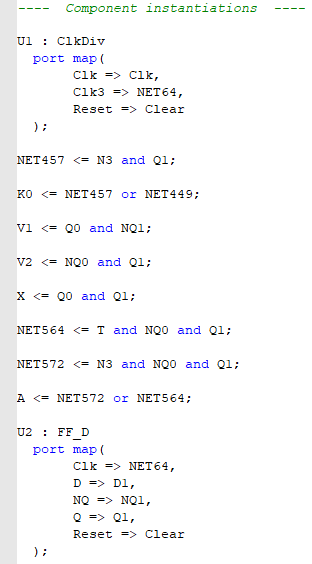 ---- Component instantiations ----
U1 : ClkDiv
port map(
Clk => Clk,
Clk3 => NET64,
Reset => Clear
);
NET457 <= N3 and Q1;
K0 <= NET457 or NET449;
V1 <= Q0 and NQ1;
V2 <= NQ0 and Q1;
X <= Q0 and Q1;
NET564 <= T and NQ0 and Q1;
NET572 <= N3 and NQ0 and Q1;
A <= NET572 or NET564;
U2 : FF_D
port map(
Clk => NET64,
D => D1,
NQ => NQ1,
Q => Q1,
Reset => Clear
);